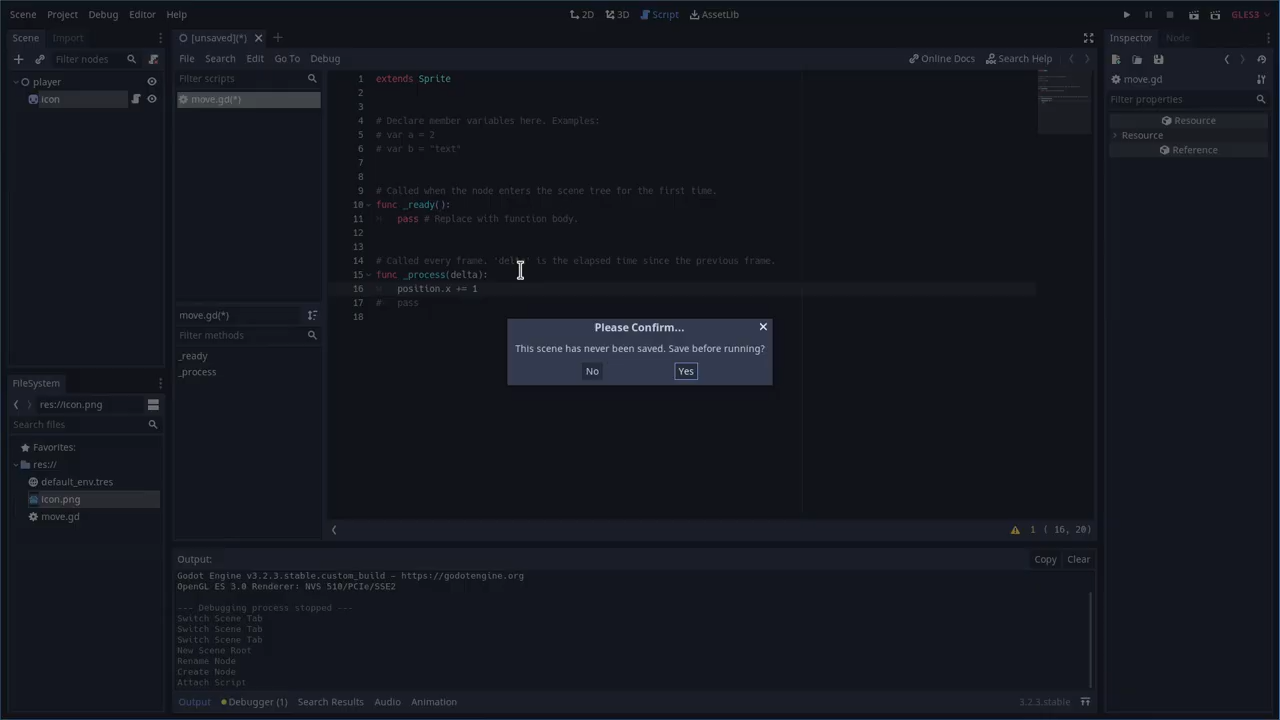 Scene Project Debug Editor Help
2D 3D Script AssetLib
GLES3
Scene Import
Filter nodes
player
icon
[unsaved](*)
File Search Edit Go To Debug
Online Docs Search Help
Filter scripts
move.gd(*)
move.gd(*)
Filter methods
_ready
_process
1 extends Sprite
2
3
4 # Declare member variables here. Examples:
5 # var a = 2
6 # var b = "text"
7
8
9 # Called when the node enters the scene tree for the first time.
10 func _ready():
11 pass # Replace with function body.
12
13
14 # Called every frame. 'delta' is the elapsed time since the previous frame.
15 func _process(delta):
16 position.x += 1
17 # pass
18
Please Confirm...
This scene has never been saved. Save before running?
No Yes
1 ( 16, 20)
Inspector Node
move.gd
Filter properties
Resource
Resource
Reference
FileSystem
res://Icon.png
Search files
Favorites:
res://
default_env.tres
Icon.png
move.gd
Output:
Copy Clear
Godot Engine v3.2.3.stable.custom_build - https://godotengine.org
OpenGL ES 3.0 Renderer: NVS 510/PCIe/SSE2
--- Debugging process stopped ---
Switch Scene Tab
Switch Scene Tab
Switch Scene Tab
New Scene Root
Rename Node
Create Node
Attach Script
Output Debugger (1) Search Results Audio Animation
3.2.3.stable